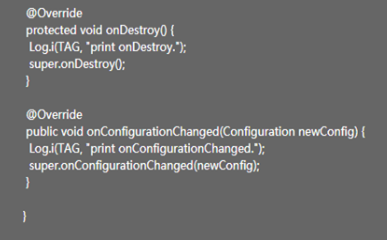 @Override
protected void onDestroy() {
Log.i(TAG, "print onDestroy.");
super.onDestroy();
}
@Override
public void onConfigurationChanged(Configuration newConfig) {
Log.i(TAG, "print onConfigurationChanged.");
super.onConfigurationChanged(newConfig);
}
}